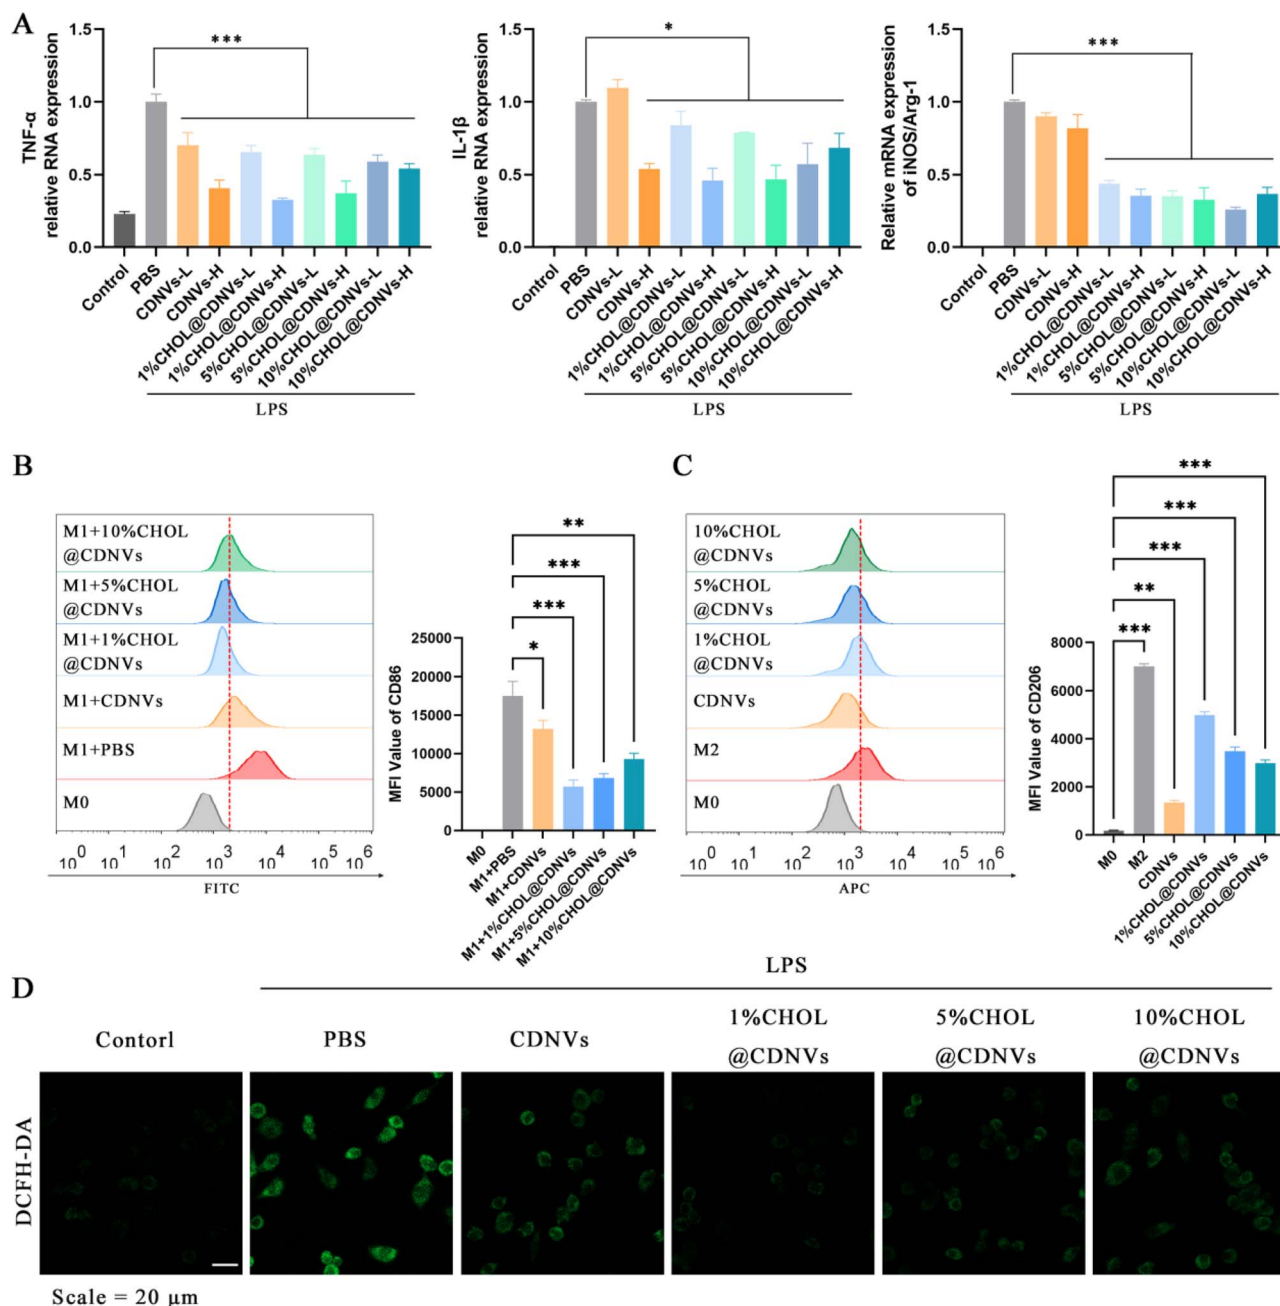 A
TNF-α
relative RNA expression
1.5
1.0
0.5
0.0
***
Control
PBS
CDNVs-L
CDNVs-H
1%CHOL@CDNVs-L
1%CHOL@CDNVs-H
5%CHOL@CDNVs-L
5%CHOL@CDNVs-H
10%CHOL@CDNVs-L
10%CHOL@CDNVs-H
LPS
IL-1β
relative RNA expression
1.5
1.0
0.5
0.0
*
Control
PBS
CDNVs-L
CDNVs-H
1%CHOL@CDNVs-L
1%CHOL@CDNVs-H
5%CHOL@CDNVs-L
5%CHOL@CDNVs-H
10%CHOL@CDNVs-L
10%CHOL@CDNVs-H
LPS
Relative mRNA expression
of iNOS/Arg-1
1.5
1.0
0.5
0.0
***
Control
PBS
CDNVs-L
CDNVs-H
1%CHOL@CDNVs-L
1%CHOL@CDNVs-H
5%CHOL@CDNVs-L
5%CHOL@CDNVs-H
10%CHOL@CDNVs-L
10%CHOL@CDNVs-H
LPS
B
M1+10%CHOL
@CDNVs
M1+5%CHOL
@CDNVs
M1+1%CHOL
@CDNVs
M1+CDNVs
M1+PBS
M0
10^0 10^1 10^2 10^3 10^4 10^5 10^6
FITC
**
***
***
*
MFI Value of CD86
25000
20000
15000
10000
5000
0
M0
M1+PBS
M1+CDNVs
M1+1%CHOL@CDNVs
M1+5%CHOL@CDNVs
M1+10%CHOL@CDNVs
C
10%CHOL
@CDNVs
5%CHOL
@CDNVs
1%CHOL
@CDNVs
CDNVs
M2
M0
10^0 10^1 10^2 10^3 10^4 10^5 10^6
APC
***
***
***
**
***
MFI Value of CD206
8000
6000
4000
2000
0
M0
M2
CDNVs
1%CHOL@CDNVs
5%CHOL@CDNVs
10%CHOL@CDNVs
D
LPS
Contorl
PBS
CDNVs
1%CHOL
@CDNVs
5%CHOL
@CDNVs
10%CHOL
@CDNVs
DCFH-DA
Scale = 20 μm